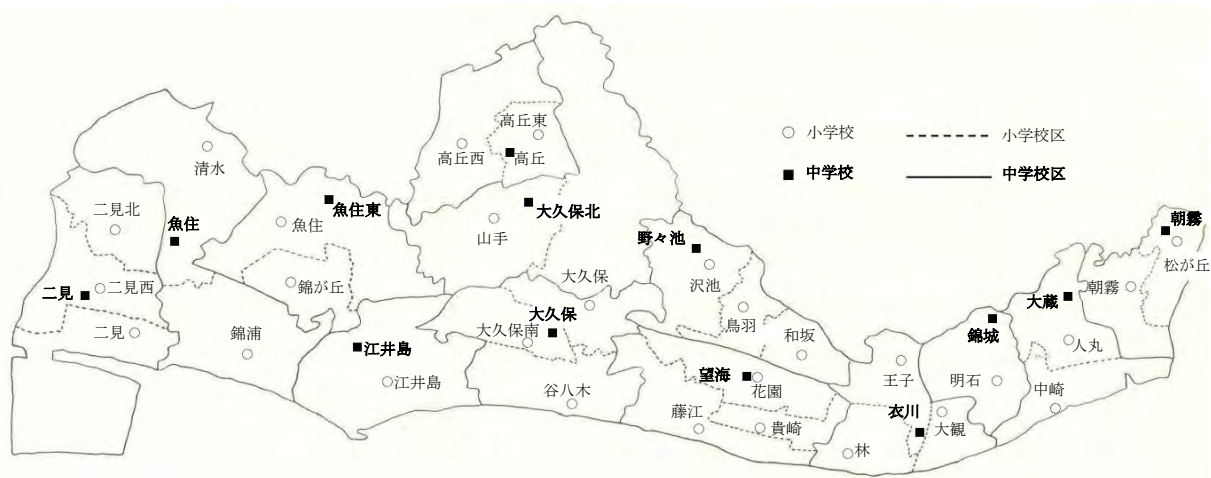 小学校
小学校区
中学校
中学校区
清水
二見北
魚住
二見
二見西
二見
魚住東
魚住
錦が丘
錦浦
高丘東
高丘西
高丘
大久保北
山手
大久保
江井島
江井島
大久保
大久保南
谷八木
野々池
沢池
鳥羽
和坂
望海
花園
藤江
貴崎
王子
衣川
林
錦城
明石
大観
大蔵
人丸
中崎
朝霧
松が丘
朝霧